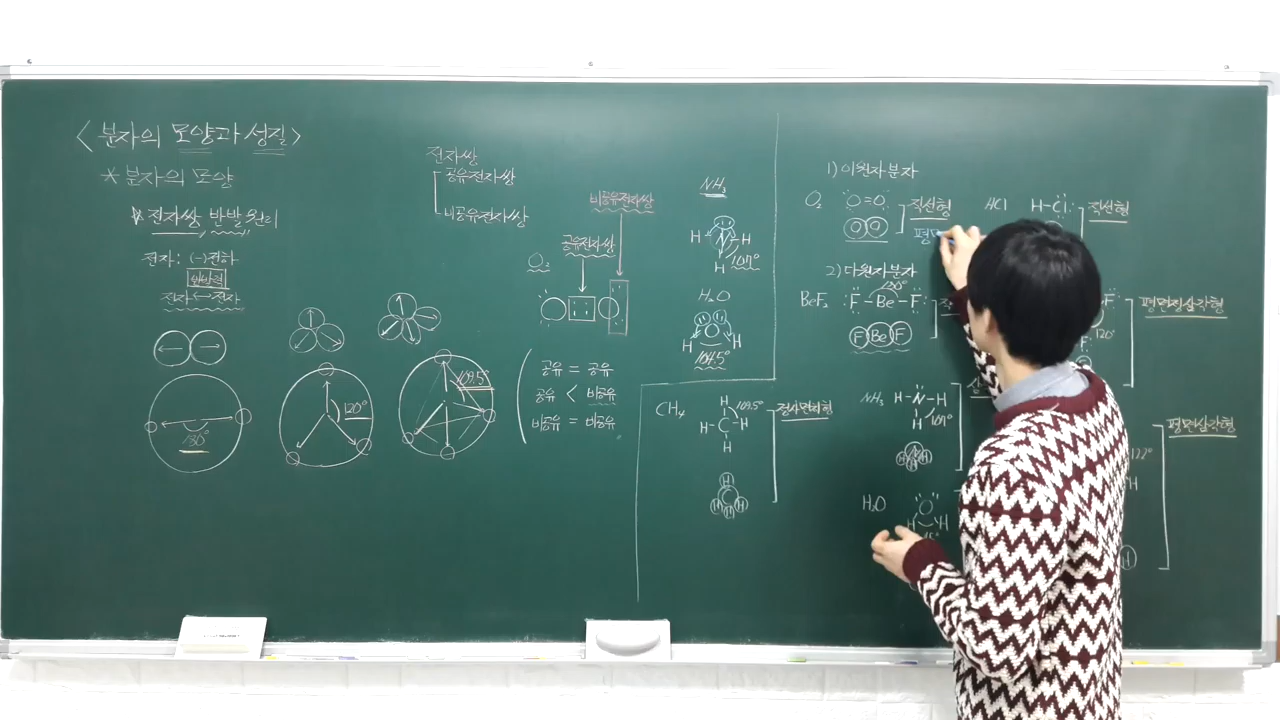 <분자의 모양과 성질>
* 분자의 모양
전자쌍 반발 원리
전자: (-)전하
반발력
전자 ↔ 전자
180°
120°
109.5°
전자쌍
공유전자쌍
비공유전자쌍
비공유전자쌍
공유전자쌍
O₂
공유 = 공유
공유 < 비공유
비공유 = 비공유
NH₃
H N H
H 107°
H₂O
O
H H
104.5°
CH₄
H 109.5°
H-C-H
H
H
C
H H H
정사면체형
1) 이원자 분자
O₂ O=O 직선형
O O
HCl H-Cl 직선형
2) 다원자분자
180°
BeF₂ F-Be-F
F Be F
F 평면정삼각형
120°
F
NH₃ H-N-H
H 107°
H H
H₂O O
H H
평면삼각형
122°
H
H